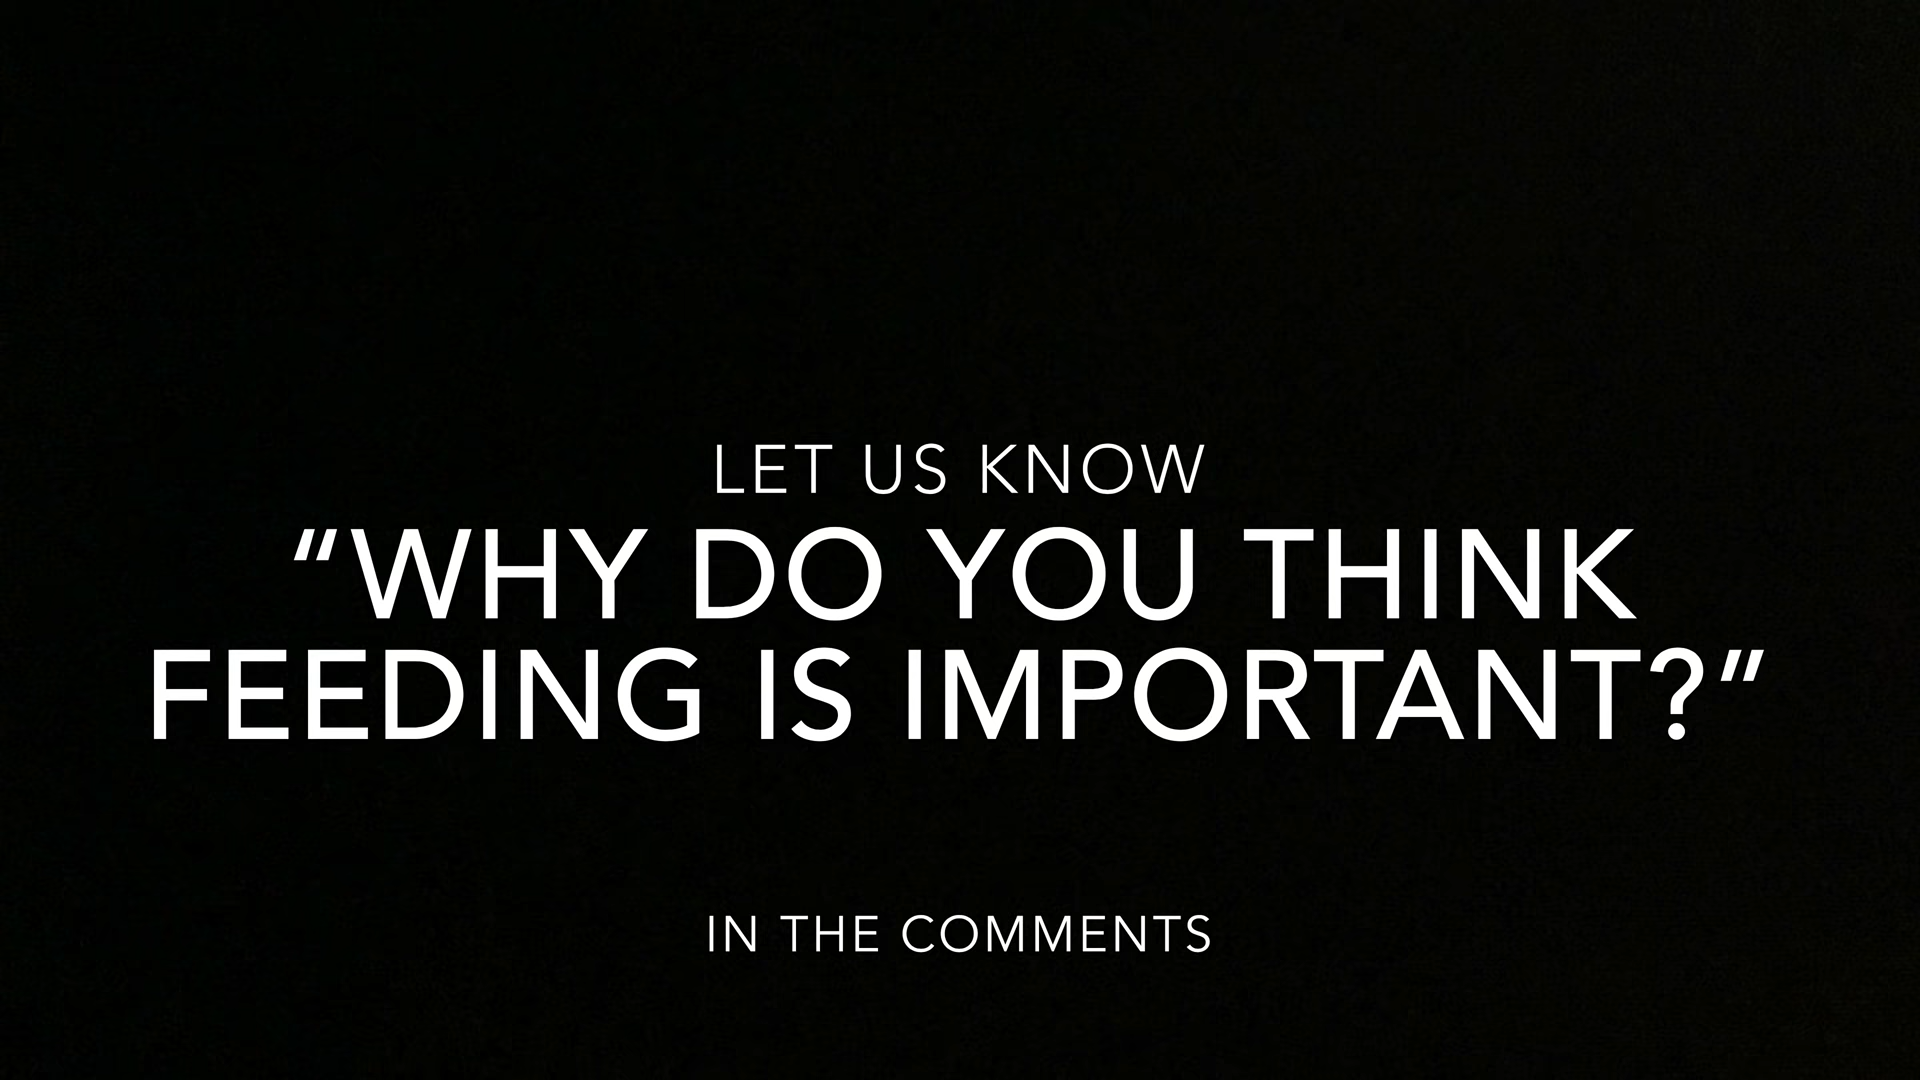 LET US KNOW
“WHY DO YOU THINK
FEEDING IS IMPORTANT?”
IN THE COMMENTS